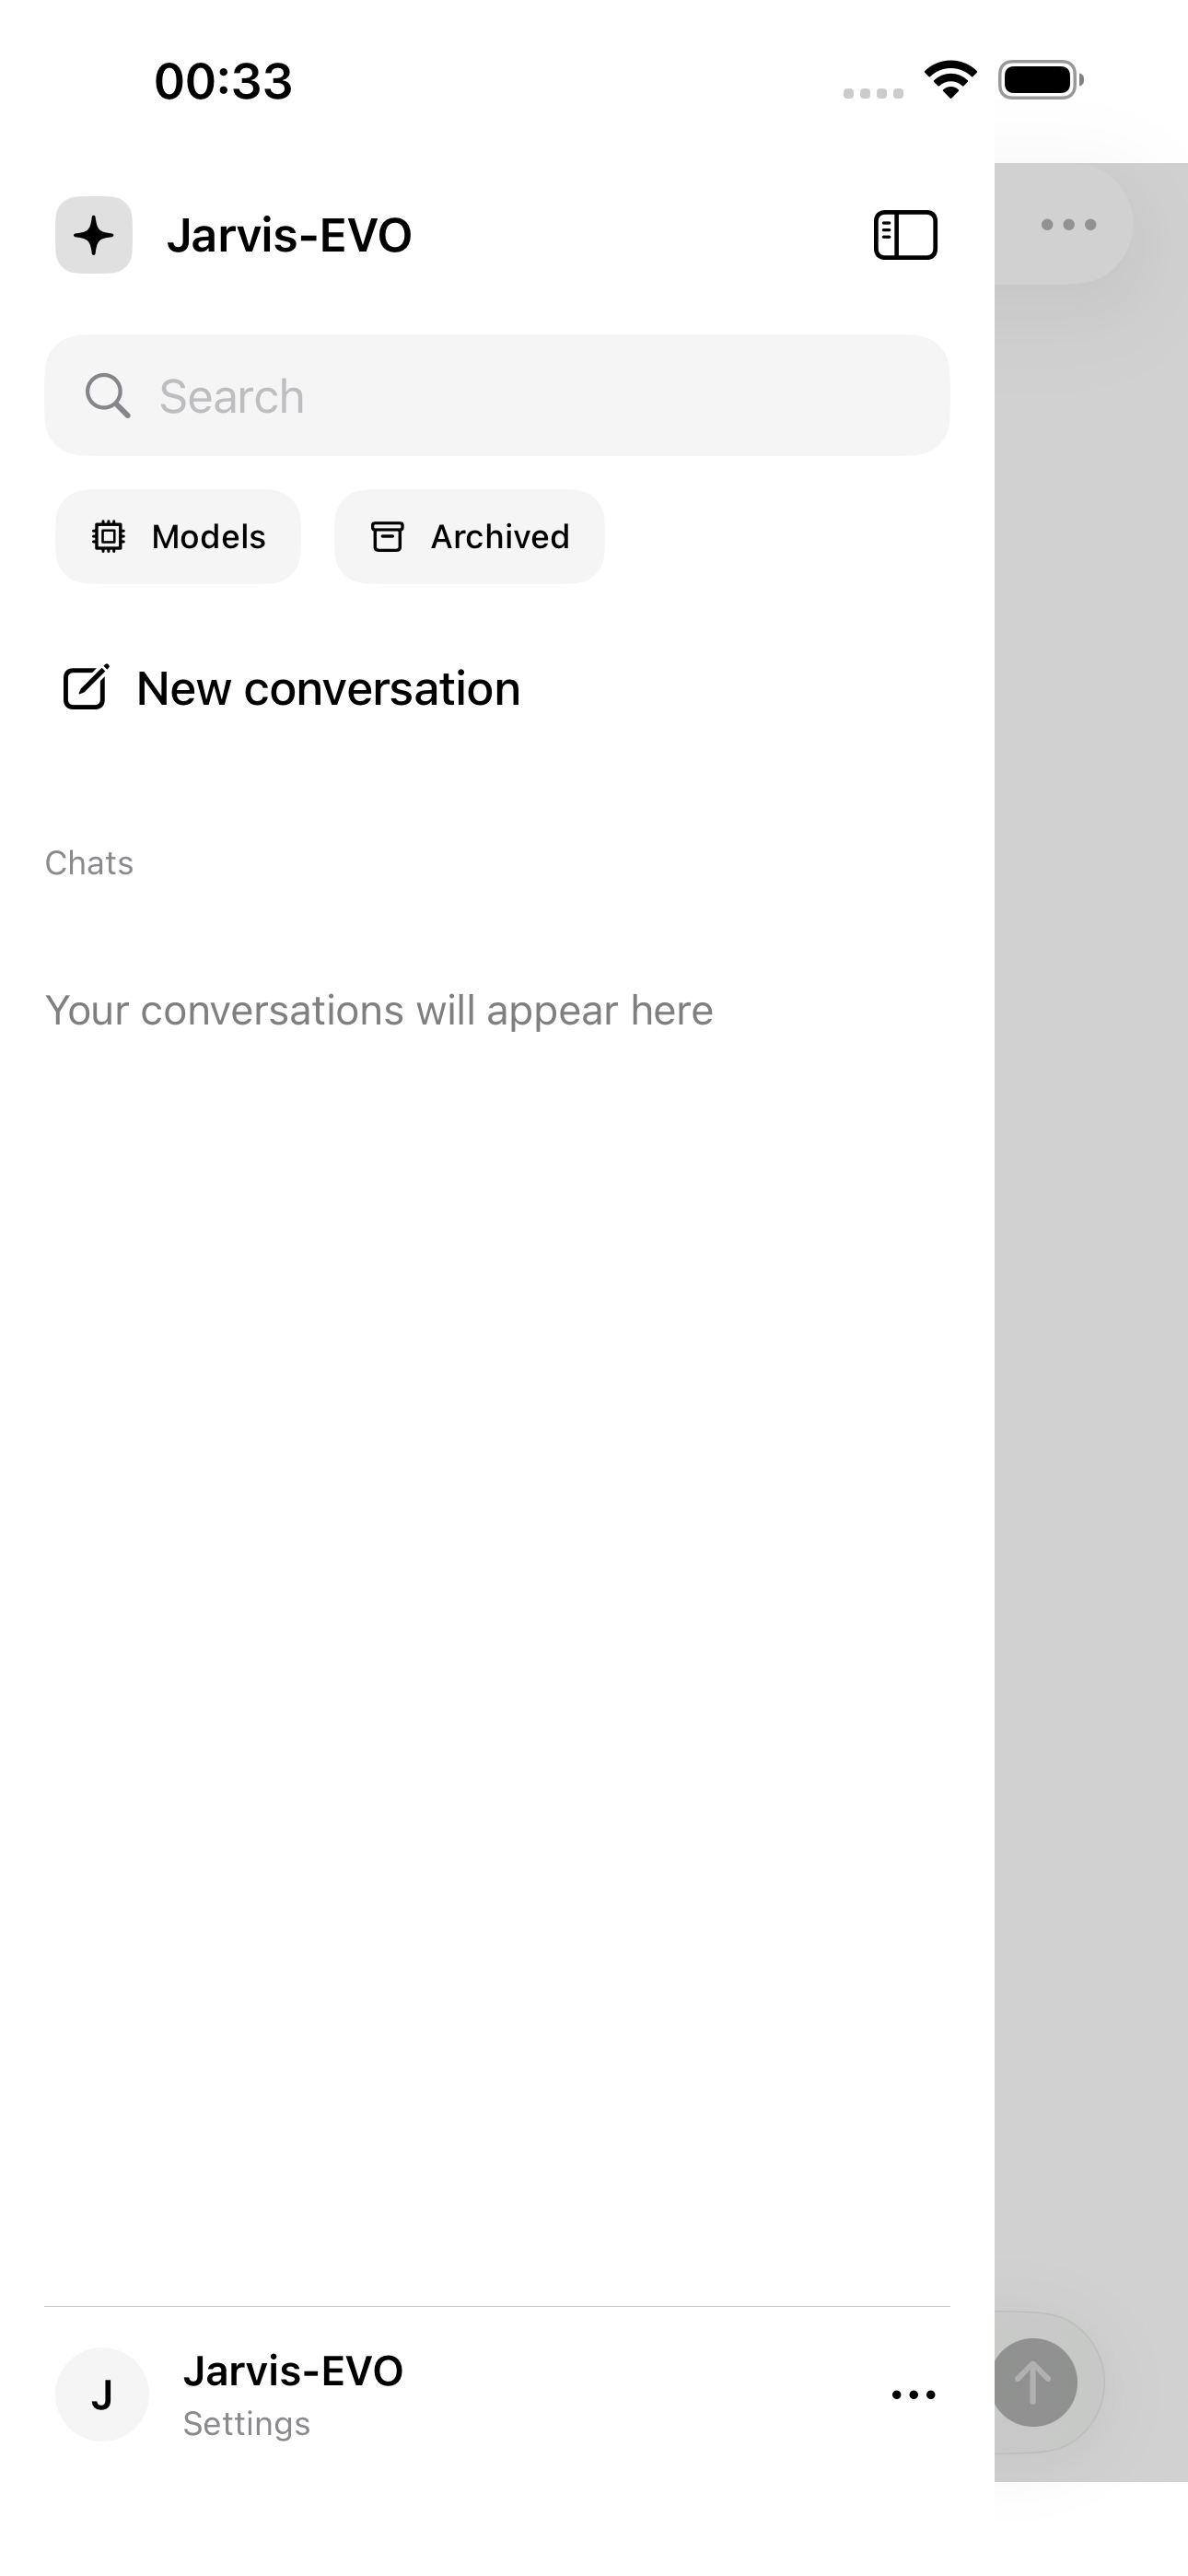 00:33
Jarvis-EVO
Search
Models
Archived
New conversation
Chats
Your conversations will appear here
J
Jarvis-EVO
Settings